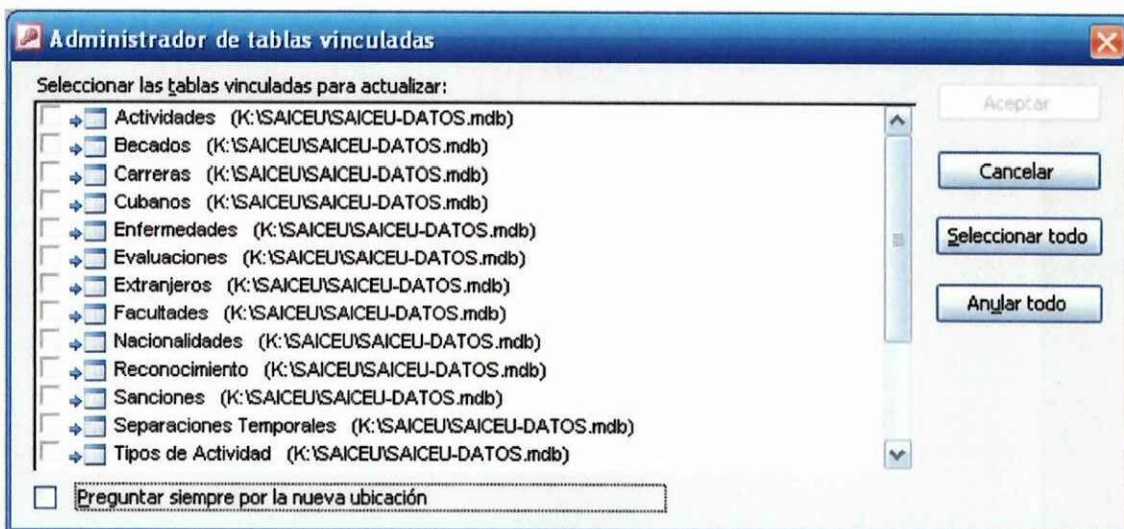 Administrador de tablas vinculadas
Seleccionar las tablas vinculadas para actualizar:
Actividades (K:\SAICEU\SAICEU-DATOS.mdb)
Becados (K:\SAICEU\SAICEU-DATOS.mdb)
Carreras (K:\SAICEU\SAICEU-DATOS.mdb)
Cubanos (K:\SAICEU\SAICEU-DATOS.mdb)
Enfermedades (K:\SAICEU\SAICEU-DATOS.mdb)
Evaluaciones (K:\SAICEU\SAICEU-DATOS.mdb)
Extranjeros (K:\SAICEU\SAICEU-DATOS.mdb)
Facultades (K:\SAICEU\SAICEU-DATOS.mdb)
Nacionalidades (K:\SAICEU\SAICEU-DATOS.mdb)
Reconocimiento (K:\SAICEU\SAICEU-DATOS.mdb)
Sanciones (K:\SAICEU\SAICEU-DATOS.mdb)
Separaciones Temporales (K:\SAICEU\SAICEU-DATOS.mdb)
Tipos de Actividad (K:\SAICEU\SAICEU-DATOS.mdb)
Preguntar siempre por la nueva ubicación
Aceptar
Cancelar
Seleccionar todo
Anular todo